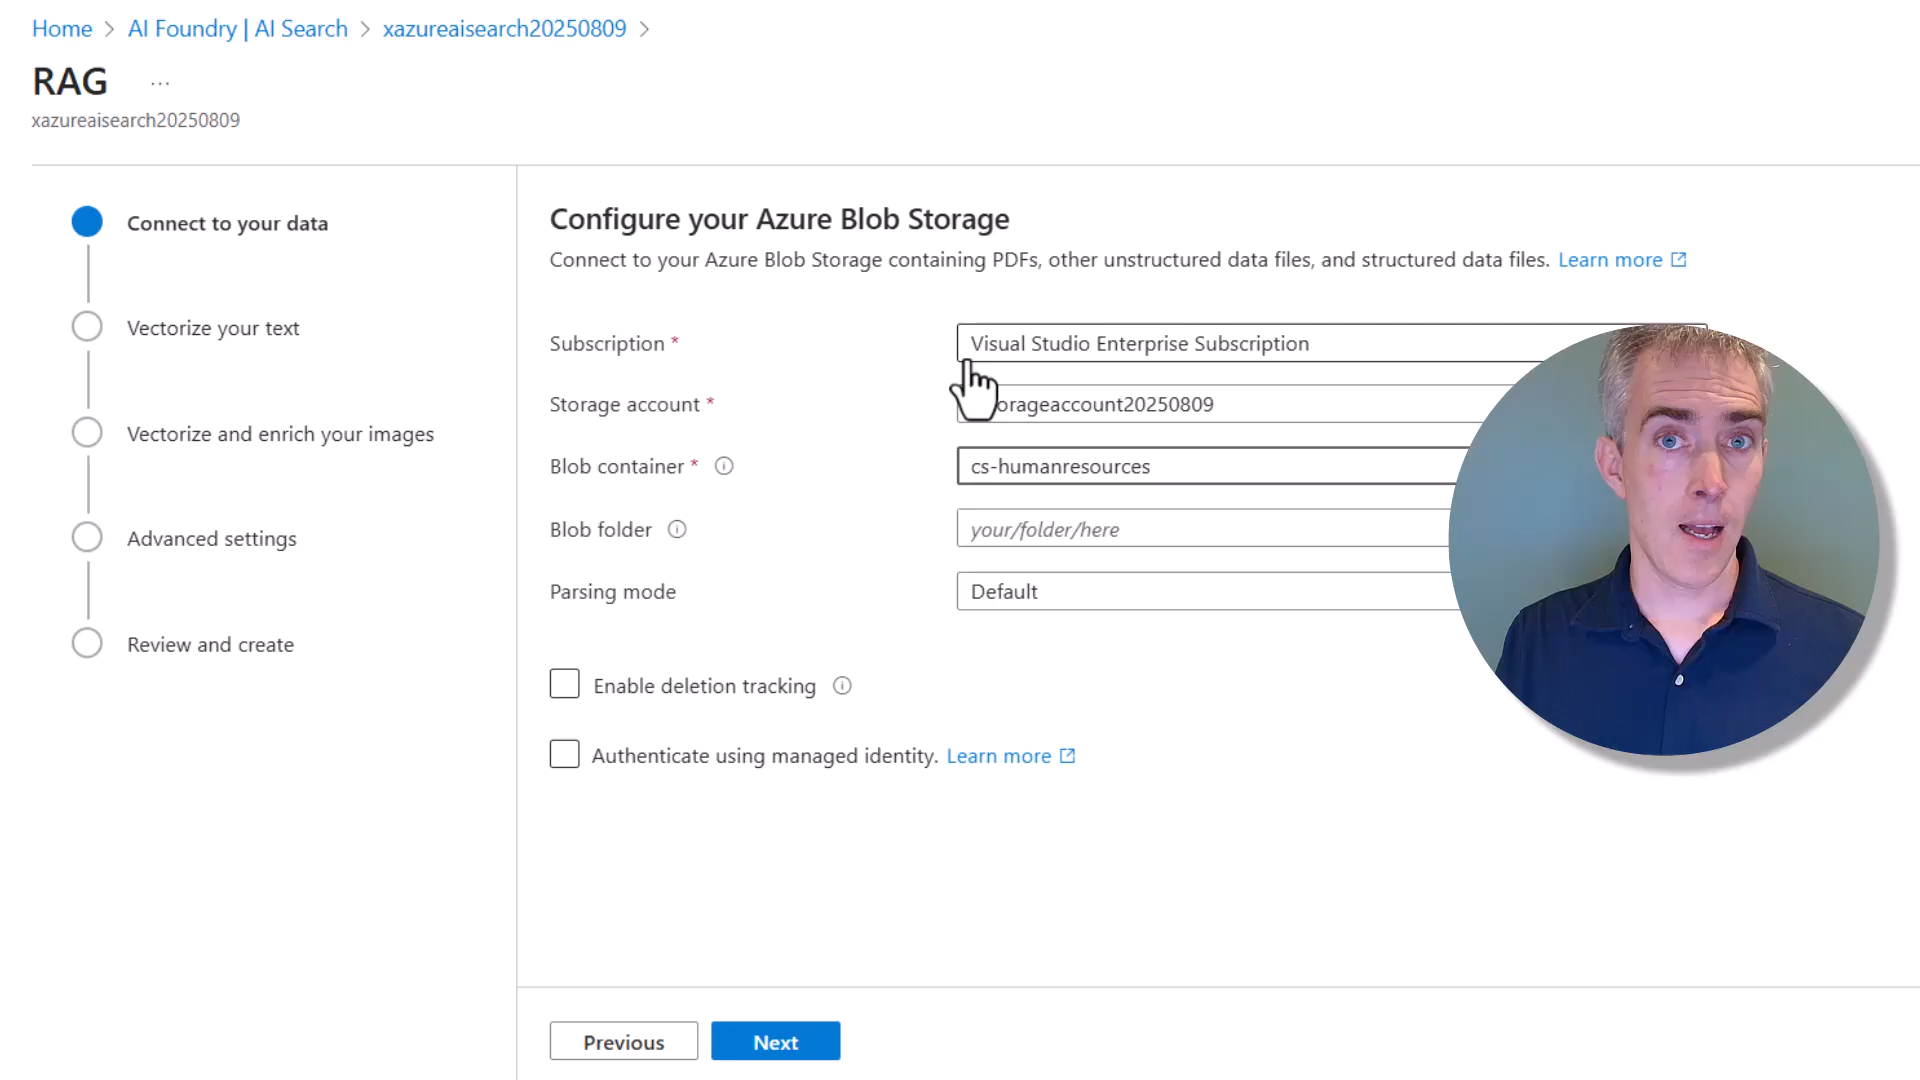 Home > AI Foundry | AI Search > xazureaisearch20250809 >
RAG ...
xazureaisearch20250809
Connect to your data
Vectorize your text
Vectorize and enrich your images
Advanced settings
Review and create
Configure your Azure Blob Storage
Connect to your Azure Blob Storage containing PDFs, other unstructured data files, and structured data files. Learn more
Subscription * Visual Studio Enterprise Subscription
Storage account * orageaccount20250809
Blob container * cs-humanresources
Blob folder your/folder/here
Parsing mode Default
Enable deletion tracking
Authenticate using managed identity. Learn more
Previous Next